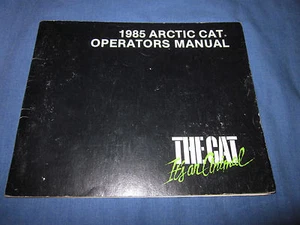 1985 ARCTIC CAT.
OPERATORS MANUAL
THE CAT
It's an Animal